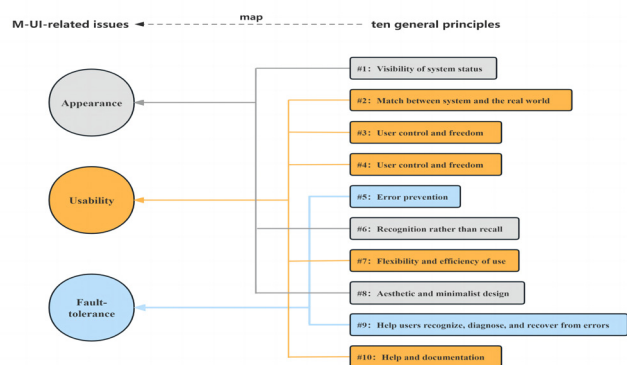 map
M-UI-related issues
ten general principles
Appearance
Usability
Fault-
tolerance
#1: Visibility of system status
#2: Match between system and the real world
#3: User control and freedom
#4: User control and freedom
#5: Error prevention
#6: Recognition rather than recall
#7: Flexibility and efficiency of use
#8: Aesthetic and minimalist design
#9: Help users recognize, diagnose, and recover from errors
#10: Help and documentation